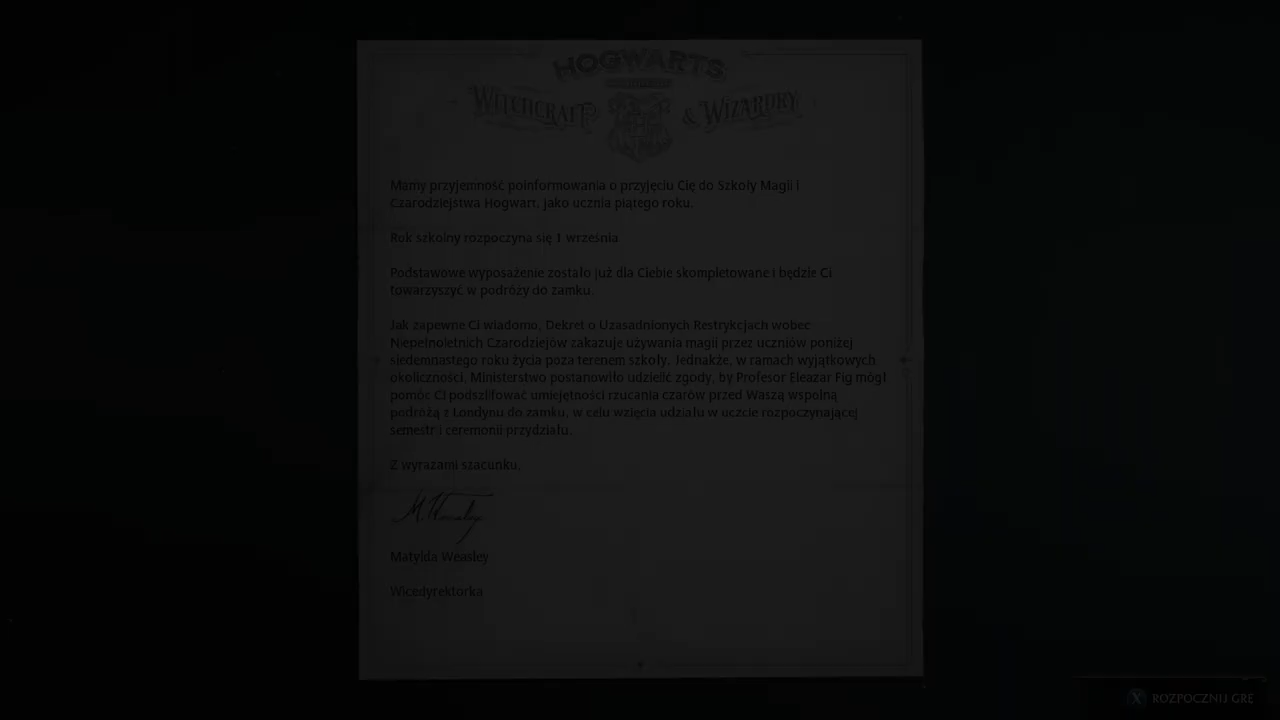 HOGWARTS
WITCHCRAFT & WIZARDRY
Mamy przyjemność poinformowania o przyjęciu Cię do Szkoły Magii i
Czarodziejstwa Hogwart, jako ucznia piątego roku.
Rok szkolny rozpoczyna się 1 września
Podstawowe wyposażenie zostało już dla Ciebie skompletowane i będzie Ci
towarzyszyć w podróży do zamku.
Jak zapewne Ci wiadomo, Dekret o Uzasadnionych Restrykcjach wobec
Niepełnoletnich Czarodziejów zakazuje używania magii przez uczniów poniżej
siedemnastego roku życia poza terenem szkoły. Jednakże, w ramach wyjątkowych
okoliczności, Ministerstwo postanowiło udzielić zgody, by Profesor Eleazar Fig mógł
pomóc Ci podszlifować umiejętności rzucania czarów przed Waszą wspólną
podróżą z Londynu do zamku, w celu wzięcia udziału w uczcie rozpoczynającej
semestr i ceremonii przydziału.
Z wyrazami szacunku,
M Weasley
Matylda Weasley
Wicedyrektorka
X ROZPOCZNIJ GRĘ